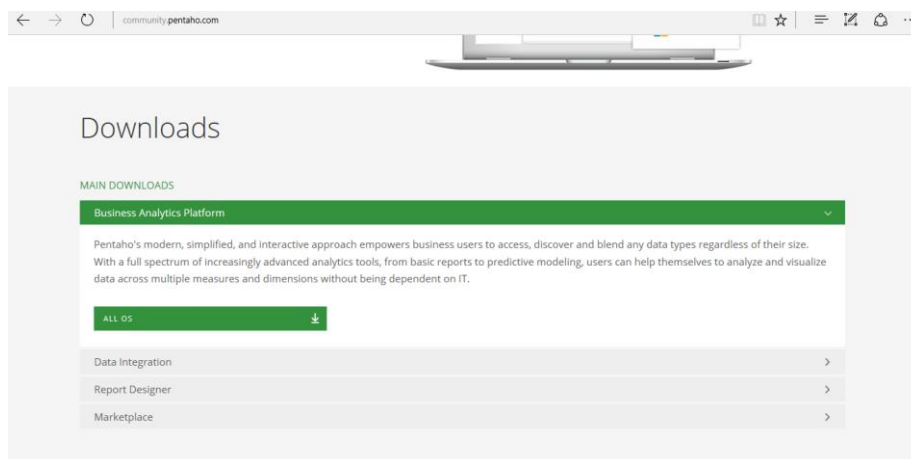 community.pentaho.com
Downloads
MAIN DOWNLOADS
Business Analytics Platform
Pentaho's modern, simplified, and interactive approach empowers business users to access, discover and blend any data types regardless of their size.
With a full spectrum of increasingly advanced analytics tools, from basic reports to predictive modeling, users can help themselves to analyze and visualize
data across multiple measures and dimensions without being dependent on IT.
ALL OS
Data Integration
Report Designer
Marketplace